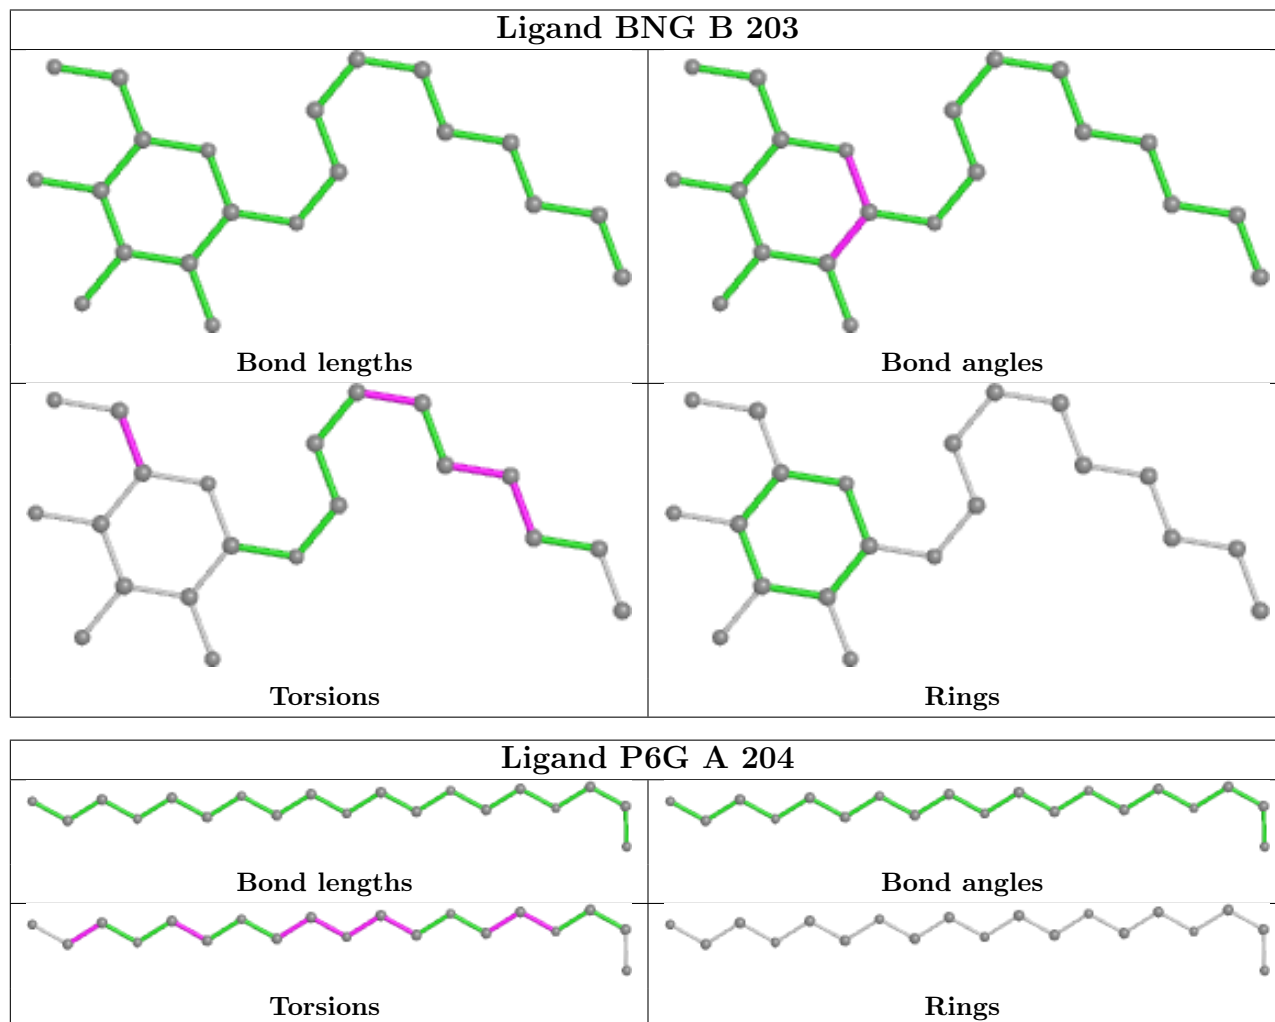 Ligand BNG B 203
Bond lengths
Bond angles
Torsions
Rings
Ligand P6G A 204
Bond lengths
Bond angles
Torsions
Rings